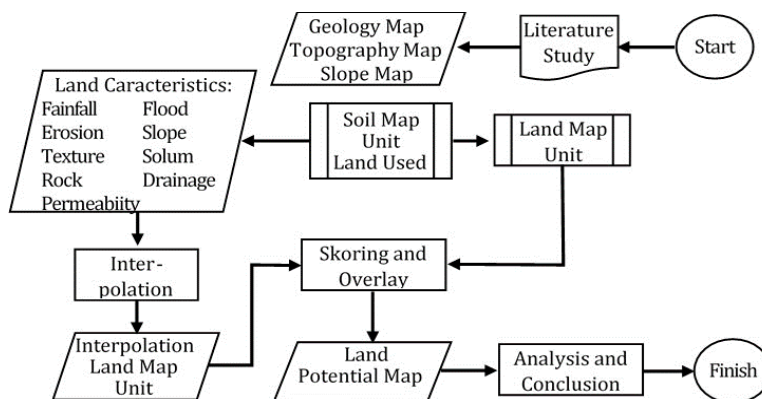 Geology Map
Topography Map
Slope Map
Literature
Study
Start
Land Caracteristics:
Fainfall Flood
Erosion Slope
Texture Solum
Rock Drainage
Permeabiity
Soil Map
Unit
Land Used
Land Map
Unit
Inter-
polation
Skoring and
Overlay
Interpolation
Land Map
Unit
Land
Potential Map
Analysis and
Conclusion
Finish